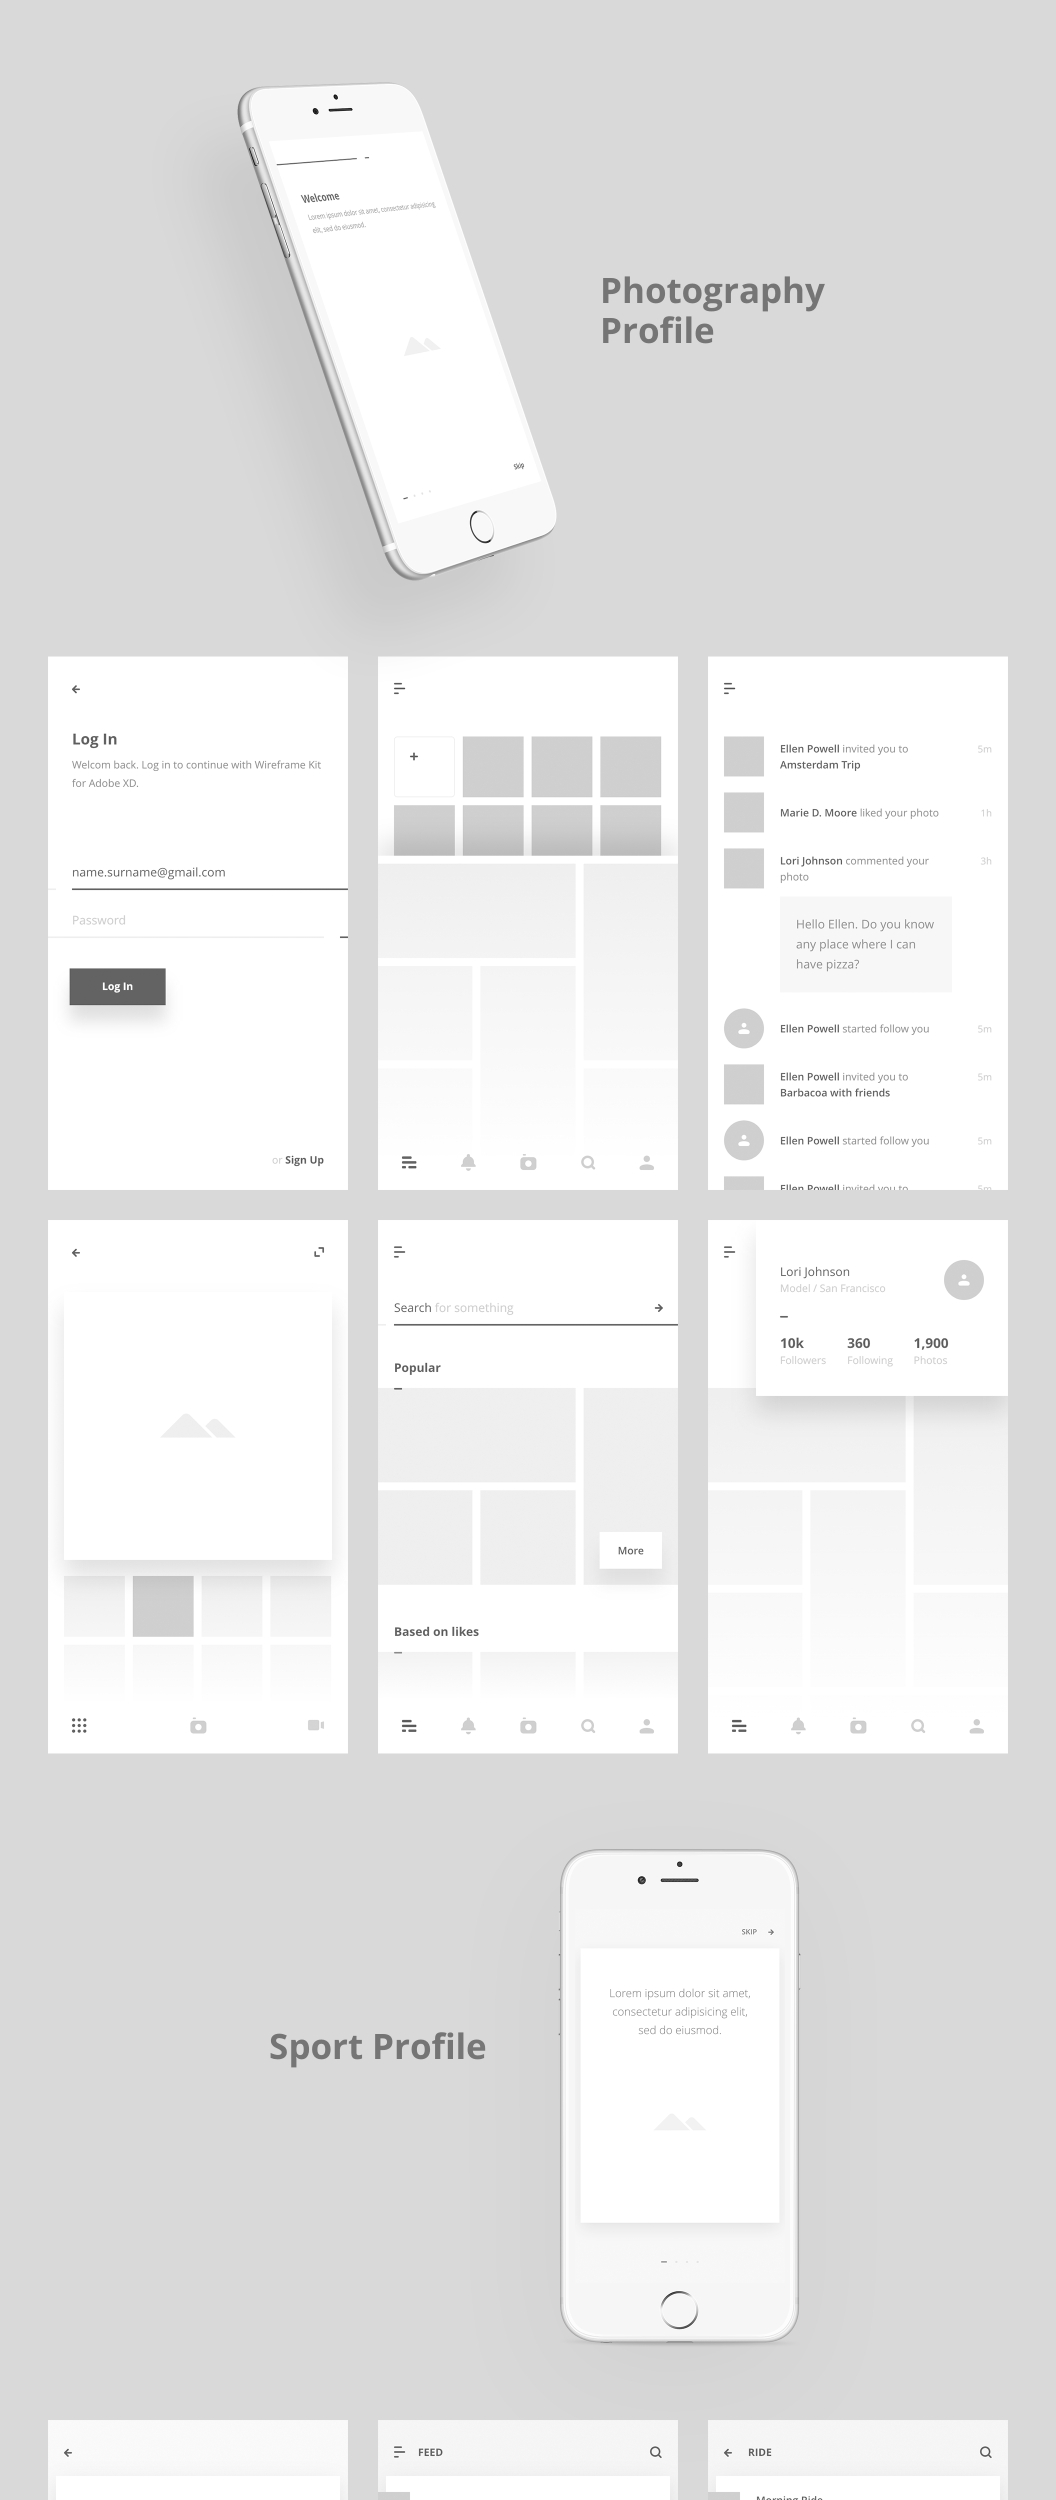 Welcome
Lorem ipsum dolor sit amet, consectetur adipisicing
elit, sed do eiusmod.
Skip
Photography
Profile
Log In
Welcom back. Log in to continue with Wireframe Kit
for Adobe XD.
name.surname@gmail.com
Password
Log In
or Sign Up
Ellen Powell invited you to 5m
Amsterdam Trip
Marie D. Moore liked your photo 1h
Lori Johnson commented your 3h
photo
Hello Ellen. Do you know
any place where I can
have pizza?
Ellen Powell started follow you 5m
Ellen Powell invited you to 5m
Barbacoa with friends
Ellen Powell started follow you 5m
Ellen Powell invited you to 5m
Search for something
Popular
More
Based on likes
Lori Johnson
Model / San Francisco
10k 360 1,900
Followers Following Photos
Sport Profile
SKIP
Lorem ipsum dolor sit amet,
consectetur adipisicing elit,
sed do eiusmod.
FEED
RIDE
Morning Ride